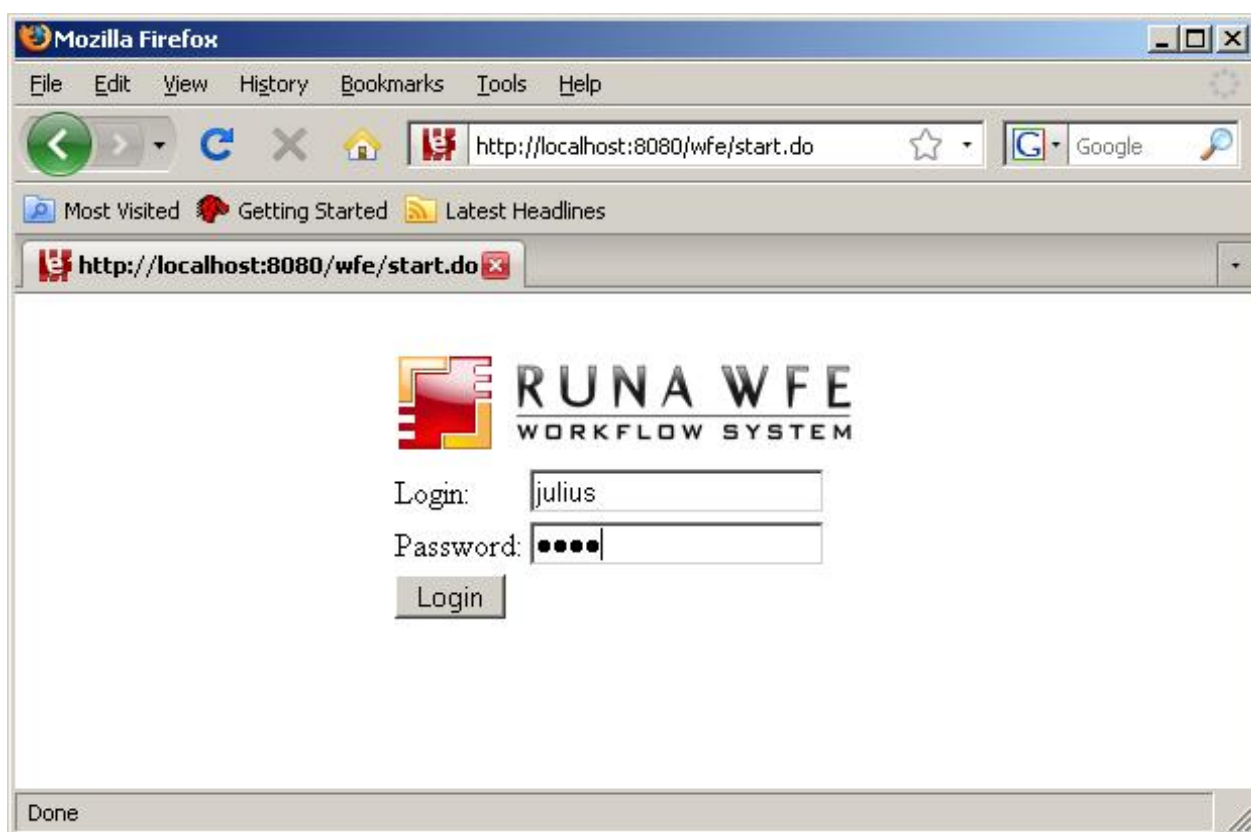 Mozilla Firefox
File Edit View History Bookmarks Tools Help
http://localhost:8080/wfe/start.do
G Google
Most Visited Getting Started Latest Headlines
http://localhost:8080/wfe/start.do
RUNA WFE
WORKFLOW SYSTEM
Login: julius
Password: ●●●●
Login
Done